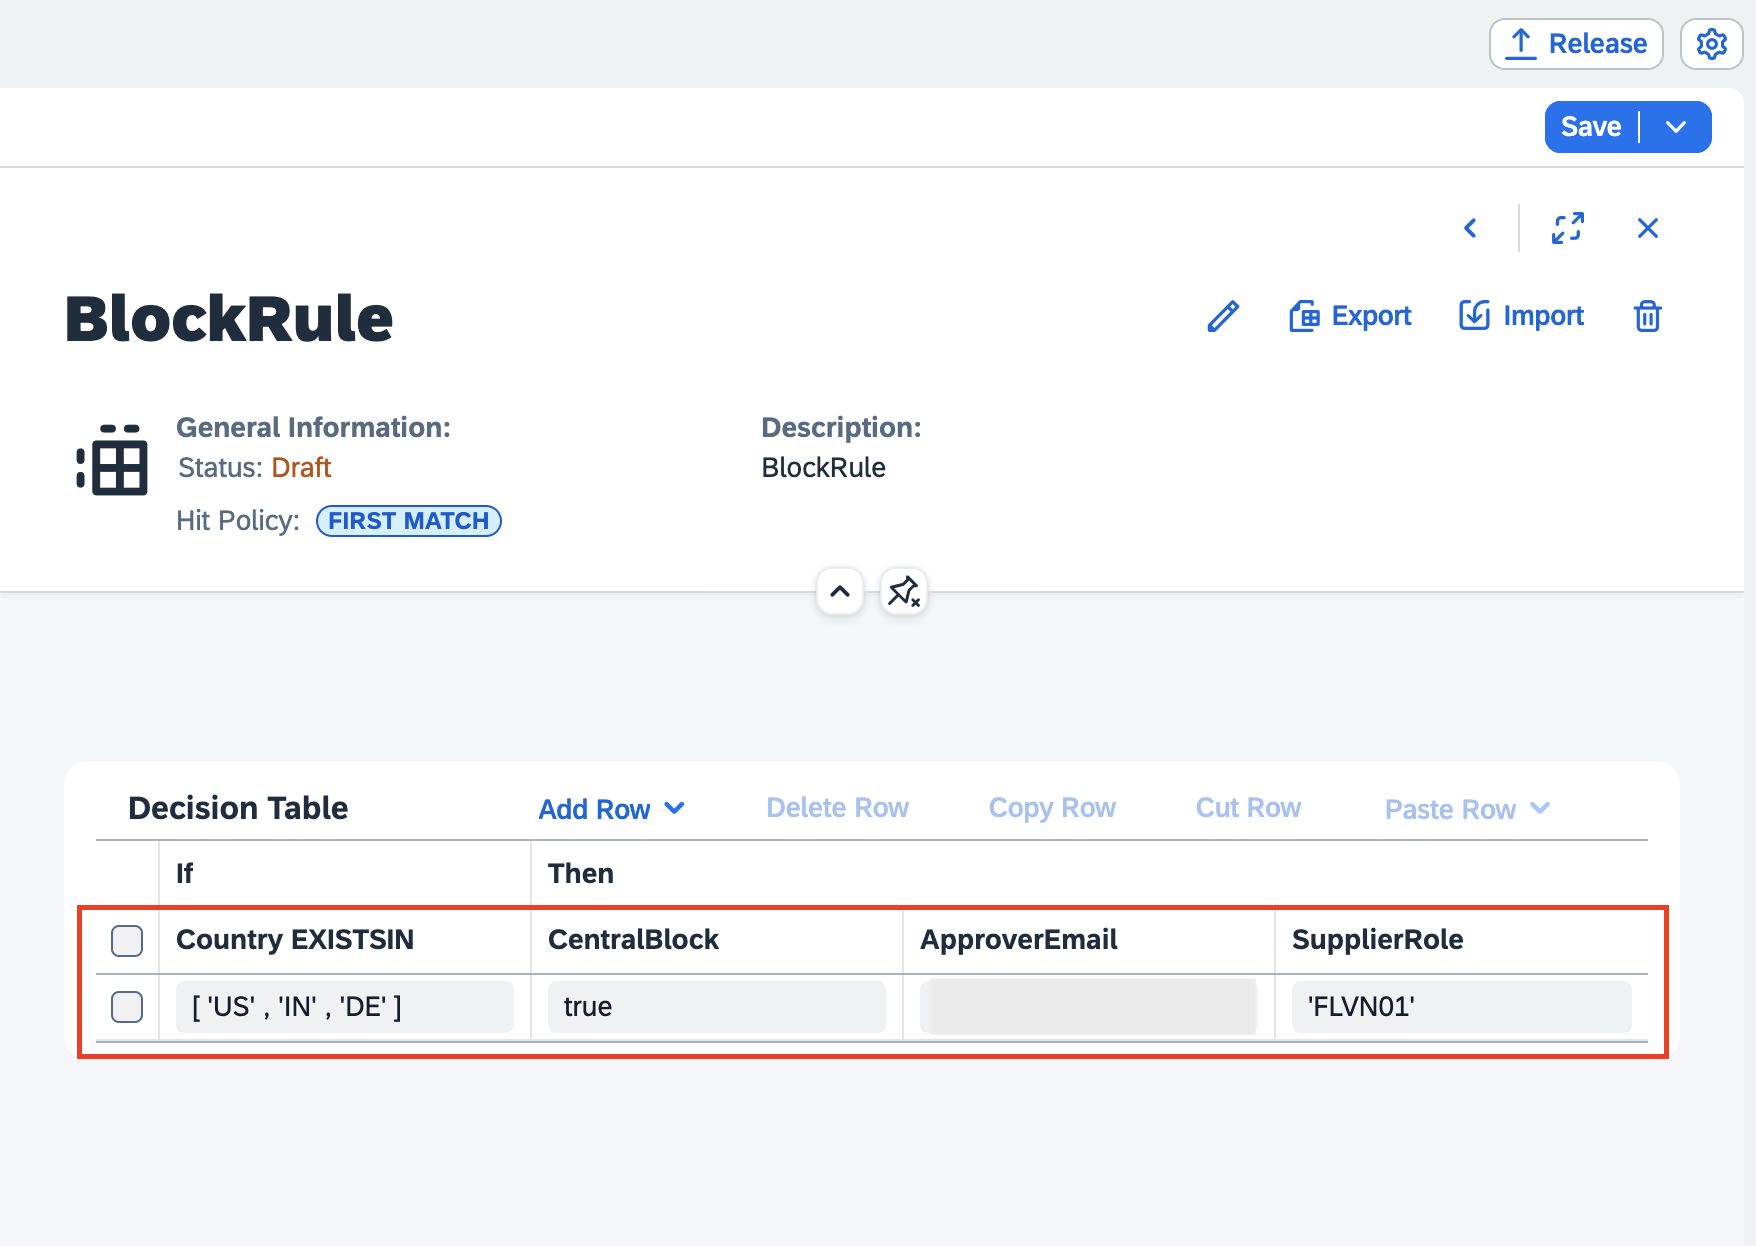 Release
Save
BlockRule
Export
Import
General Information:
Description:
Status: Draft
BlockRule
Hit Policy: FIRST MATCH
Decision Table
Add Row
Delete Row
Copy Row
Cut Row
Paste Row
If
Then
Country EXISTSIN
CentralBlock
ApproverEmail
SupplierRole
[ 'US' , 'IN' , 'DE' ]
true
'FLVN01'